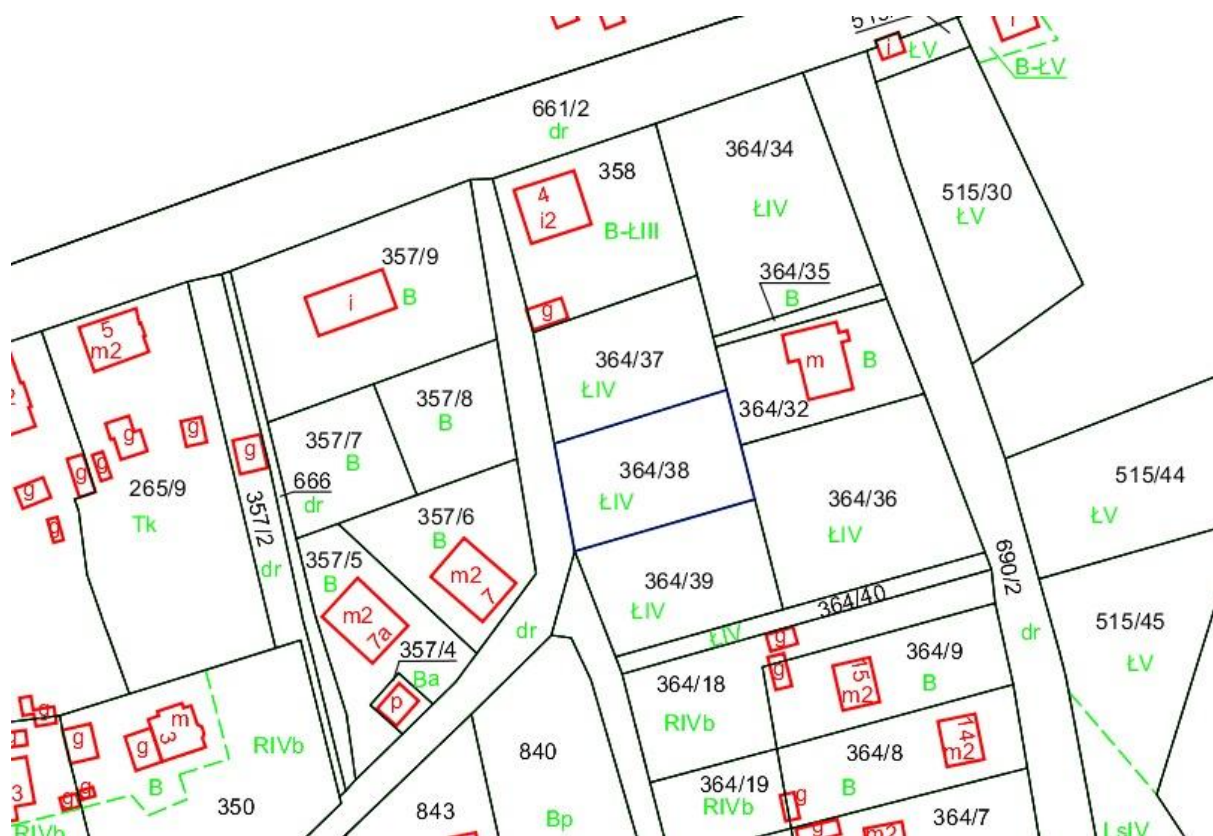 ŁV
B-ŁV
661/2
dr
358
364/34
4
i2
ŁIV
515/30
ŁV
B-ŁIII
357/9
i
B
364/35
B
i
g
5
m2
364/37
ŁIV
m
B
357/8
B
364/32
g
g
g
g
g
g
g
357/7
B
666
dr
265/9
Tk
357/2
dr
364/38
ŁIV
364/36
ŁIV
515/44
ŁV
357/6
B
m2
7
357/5
B
m2
7a
357/4
Ba
p
dr
364/39
ŁIV
364/40
ŁIV
690/2
dr
515/45
ŁV
g
g
364/18
RIVb
15
m2
364/9
B
g
g
g
m
3
B
RIVb
350
g
g
3
RIVb
843
840
Bp
364/19
RIVb
364/8
B
14
m2
g
g
m2
364/7
LsIV